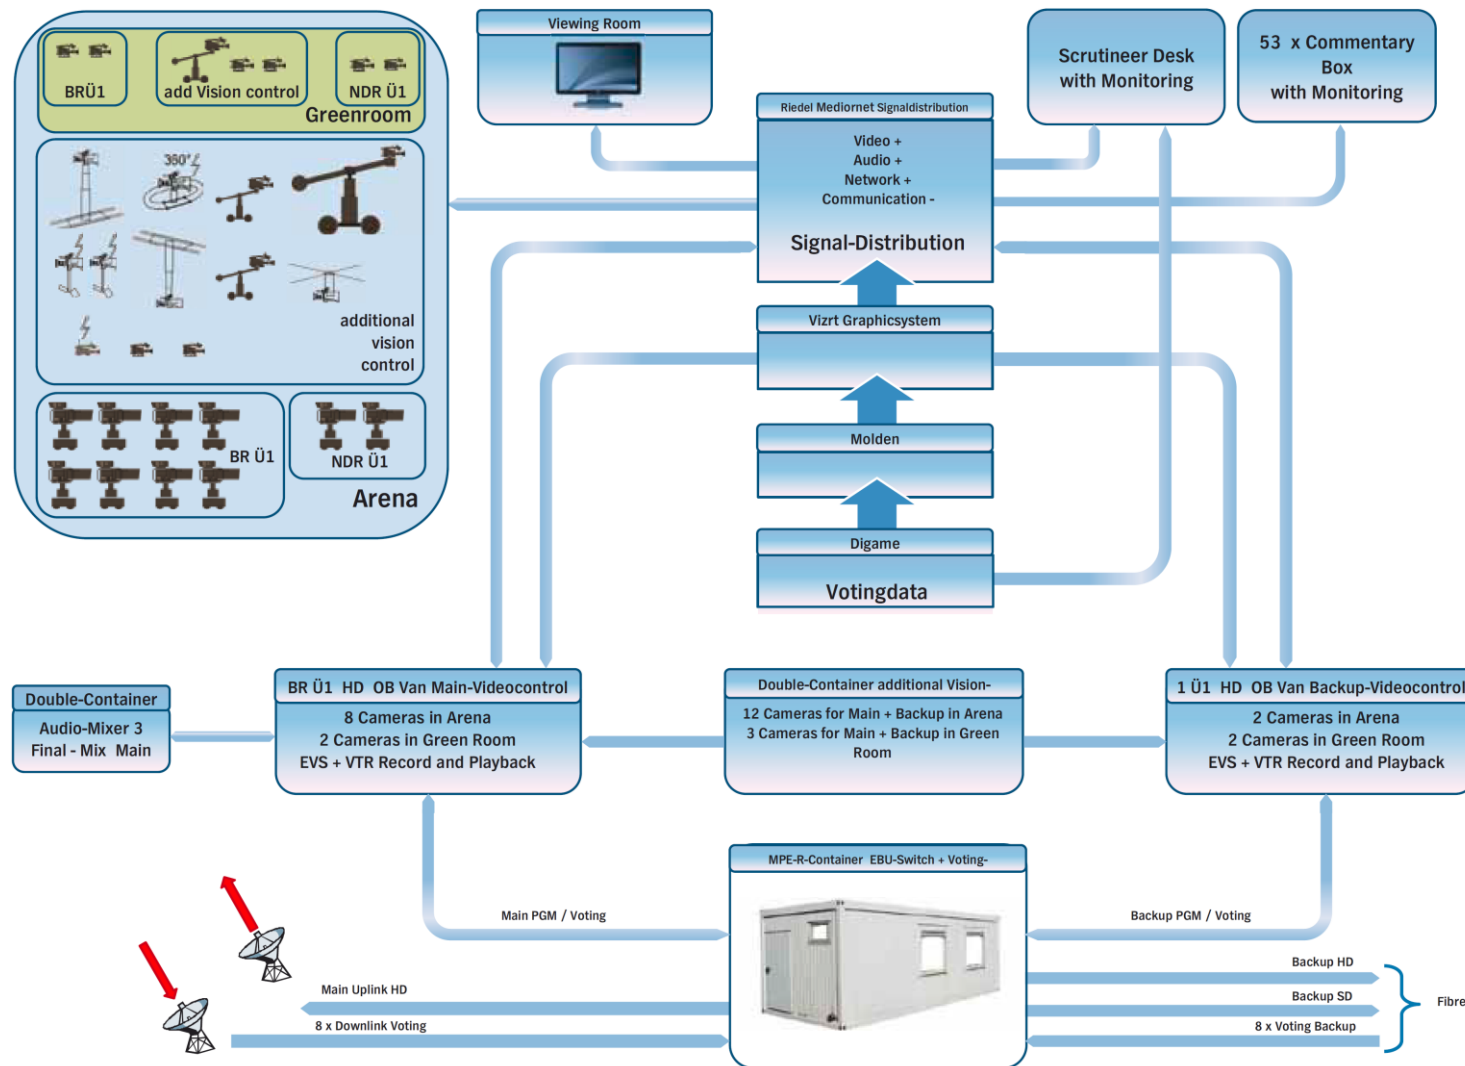 BRÜ1
add Vision control
NDR Ü1
Greenroom
360°
additional
vision
control
BR Ü1
NDR Ü1
Arena
Viewing Room
Riedel Mediornet Signaldistribution
Video +
Audio +
Network +
Communication -
Signal-Distribution
Scrutineer Desk
with Monitoring
53 x Commentary
Box
with Monitoring
Vizrt Graphicsystem
Molden
Digame
Votingdata
Double-Container
Audio-Mixer 3
Final - Mix Main
BR Ü1 HD OB Van Main-Videocontrol
8 Cameras in Arena
2 Cameras in Green Room
EVS + VTR Record and Playback
Double-Container additional Vision-
12 Cameras for Main + Backup in Arena
3 Cameras for Main + Backup in Green
Room
1 Ü1 HD OB Van Backup-Videocontrol
2 Cameras in Arena
2 Cameras in Green Room
EVS + VTR Record and Playback
MPE-R-Container EBU-Switch + Voting-
Main PGM / Voting
Backup PGM / Voting
Main Uplink HD
8 x Downlink Voting
Backup HD
Backup SD
8 x Voting Backup
Fibre